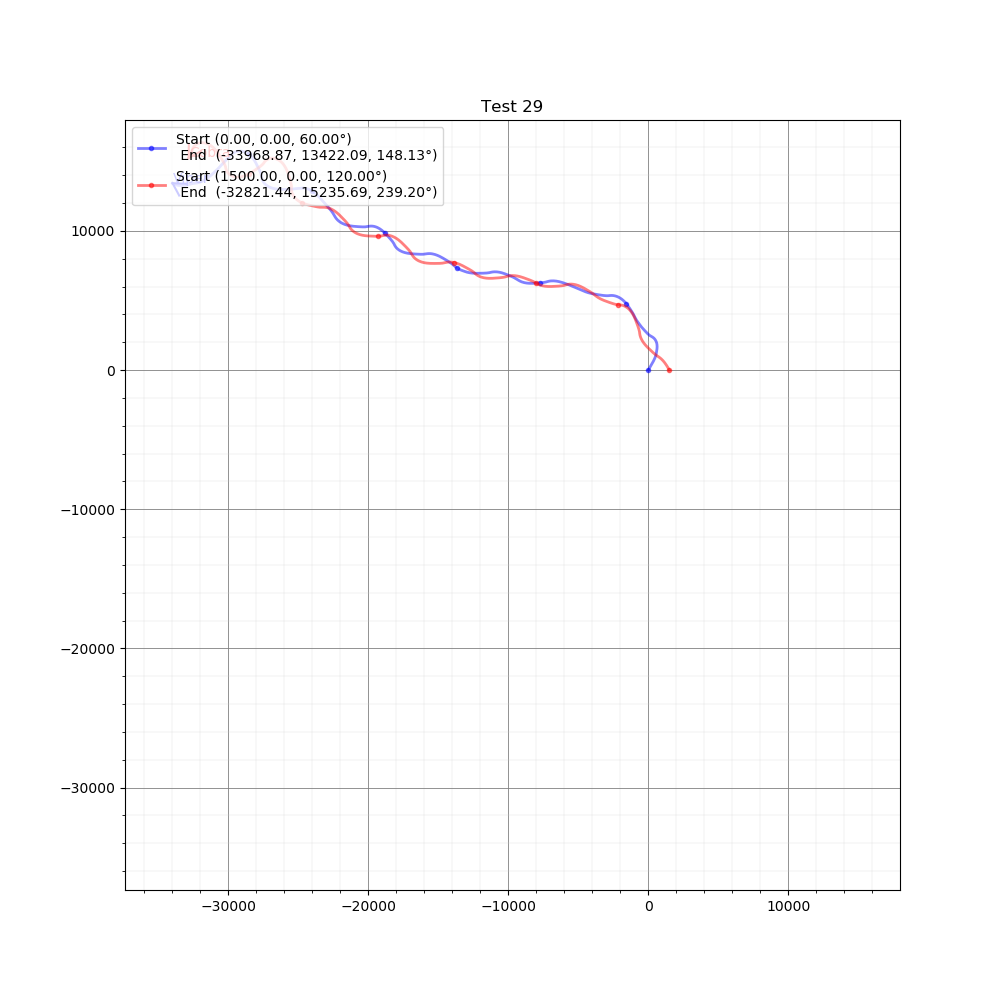 Test 29
Start (0.00, 0.00, 60.00°)
End (-33968.87, 13422.09, 148.13°)
Start (1500.00, 0.00, 120.00°)
End (-32821.44, 15235.69, 239.20°)
10000
0
−10000
−20000
−30000
−30000 −20000 −10000 0 10000